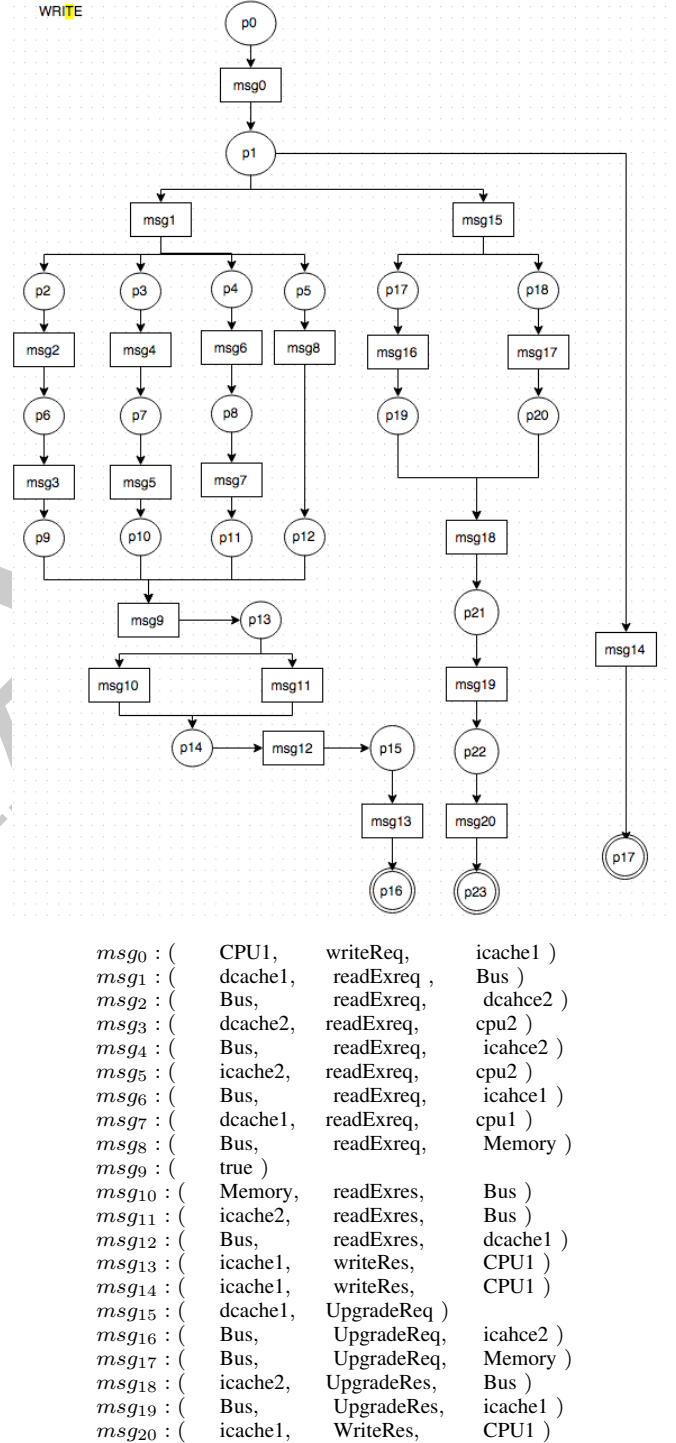 WRITE
p0
msg0
p1
msg1 msg15
p2 p3 p4 p5 p17 p18
msg2 msg4 msg6 msg8 msg16 msg17
p6 p7 p8 p19 p20
msg3 msg5 msg7
p9 p10 p11 p12 msg18
msg9 p13 p21
msg14
msg10 msg11 msg19
p14 msg12 p15 p22
msg13 msg20
p17
p16 p23
msg0 : ( CPU1, writeReq, icache1 )
msg1 : ( dcache1, readExreq , Bus )
msg2 : ( Bus, readExreq, dcahce2 )
msg3 : ( dcache2, readExreq, cpu2 )
msg4 : ( Bus, readExreq, icahce2 )
msg5 : ( icache2, readExreq, cpu2 )
msg6 : ( Bus, readExreq, icahce1 )
msg7 : ( dcache1, readExreq, cpu1 )
msg8 : ( Bus, readExreq, Memory )
msg9 : ( true )
msg10 : ( Memory, readExres, Bus )
msg11 : ( icache2, readExres, Bus )
msg12 : ( Bus, readExres, dcache1 )
msg13 : ( icache1, writeRes, CPU1 )
msg14 : ( icache1, writeRes, CPU1 )
msg15 : ( dcache1, UpgradeReq )
msg16 : ( Bus, UpgradeReq, icahce2 )
msg17 : ( Bus, UpgradeReq, Memory )
msg18 : ( icache2, UpgradeRes, Bus )
msg19 : ( Bus, UpgradeRes, icache1 )
msg20 : ( icache1, WriteRes, CPU1 )